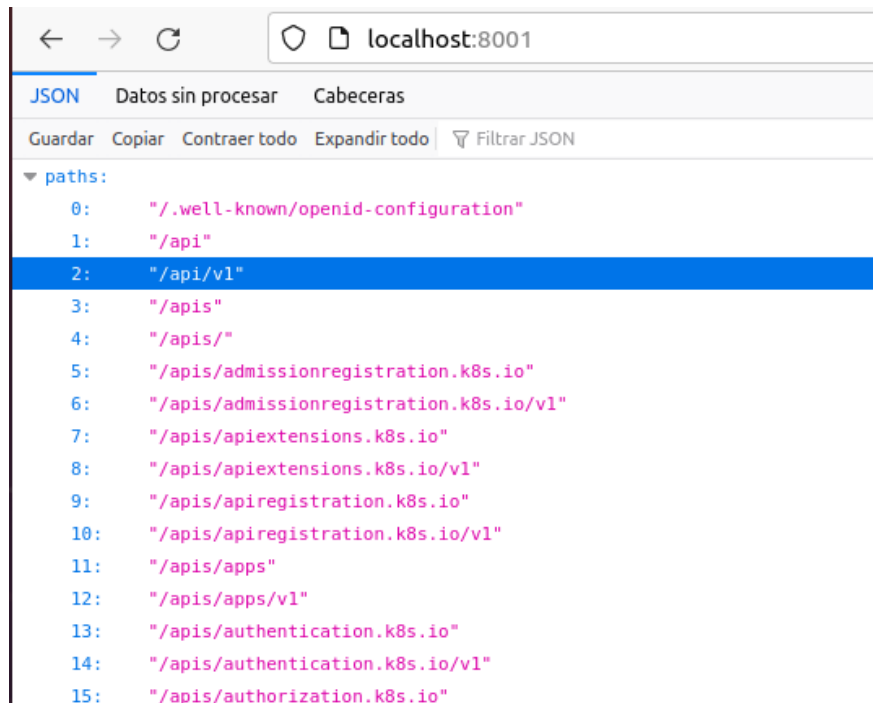 localhost:8001
JSON Datos sin procesar Cabeceras
Guardar Copiar Contraer todo Expandir todo Filtrar JSON
paths:
0: "/.well-known/openid-configuration"
1: "/api"
2: "/api/v1"
3: "/apis"
4: "/apis/"
5: "/apis/admissionregistration.k8s.io"
6: "/apis/admissionregistration.k8s.io/v1"
7: "/apis/apiextensions.k8s.io"
8: "/apis/apiextensions.k8s.io/v1"
9: "/apis/apiregistration.k8s.io"
10: "/apis/apiregistration.k8s.io/v1"
11: "/apis/apps"
12: "/apis/apps/v1"
13: "/apis/authentication.k8s.io"
14: "/apis/authentication.k8s.io/v1"
15: "/apis/authorization.k8s.io"